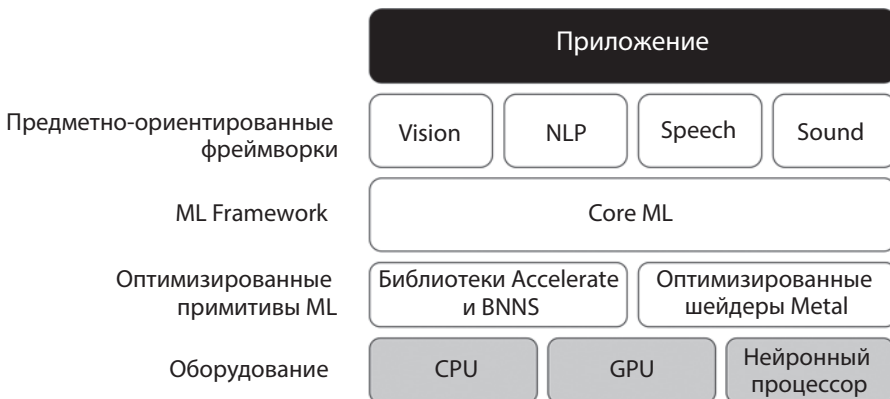 Приложение
Предметно-ориентированные
фреймворки
Vision
NLP
Speech
Sound
ML Framework
Core ML
Оптимизированные
примитивы ML
Библиотеки Accelerate
и BNNS
Оптимизированные
шейдеры Metal
Оборудование
CPU
GPU
Нейронный
процессор